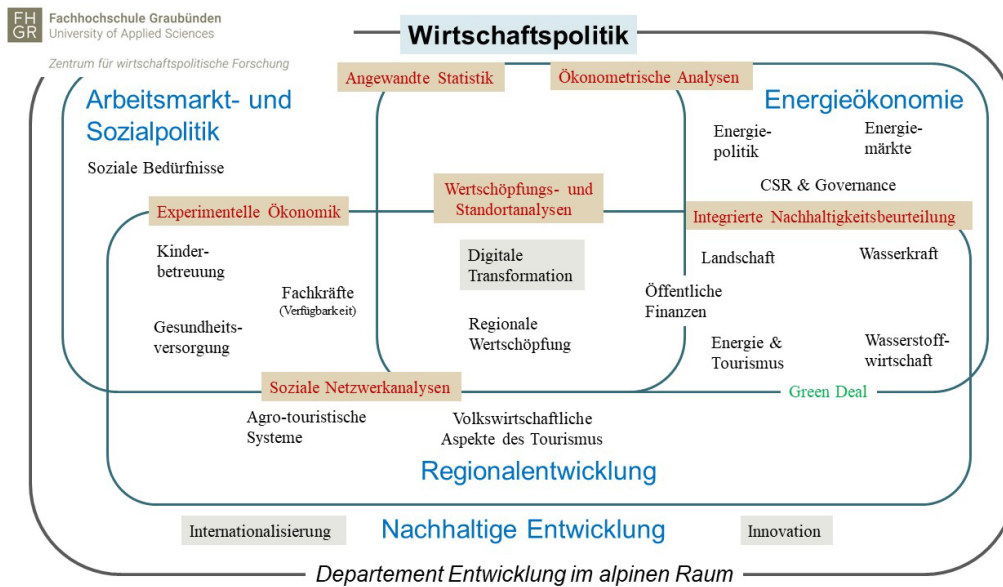 FH
GR
Fachhochschule Graubünden
University of Applied Sciences
Zentrum für wirtschaftspolitische Forschung
Wirtschaftspolitik
Angewandte Statistik
Ökonometrische Analysen
Arbeitsmarkt- und
Sozialpolitik
Energieökonomie
Soziale Bedürfnisse
Energie-
politik
Energie-
märkte
CSR & Governance
Experimentelle Ökonomik
Wertschöpfungs- und
Standortanalysen
Integrierte Nachhaltigkeitsbeurteilung
Kinder-
betreuung
Digitale
Transformation
Landschaft
Wasserkraft
Fachkräfte
(Verfügbarkeit)
Öffentliche
Finanzen
Gesundheits-
versorgung
Regionale
Wertschöpfung
Energie &
Tourismus
Wasserstoff-
wirtschaft
Soziale Netzwerkanalysen
Green Deal
Agro-touristische
Systeme
Volkswirtschaftliche
Aspekte des Tourismus
Regionalentwicklung
Internationalisierung
Nachhaltige Entwicklung
Innovation
Departement Entwicklung im alpinen Raum